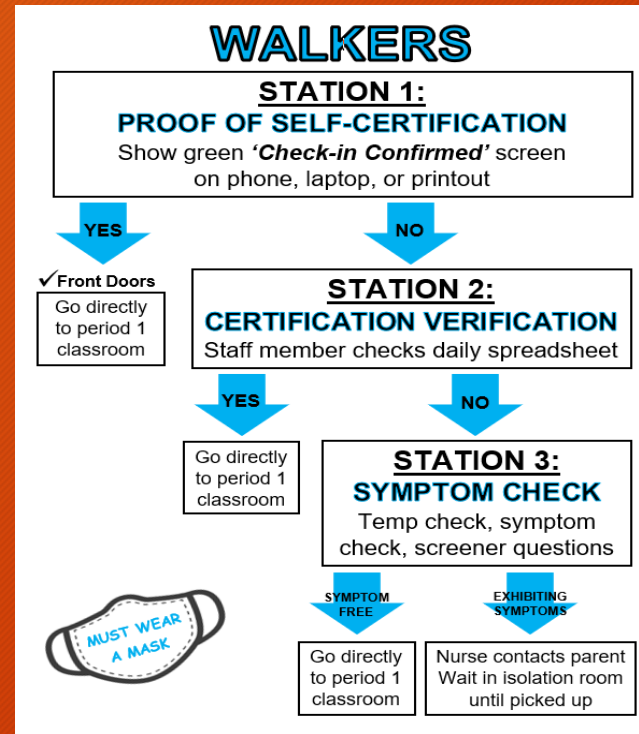 WALKERS
STATION 1:
PROOF OF SELF-CERTIFICATION
Show green 'Check-in Confirmed' screen
on phone, laptop, or printout
YES
NO
✓Front Doors
Go directly
to period 1
classroom
STATION 2:
CERTIFICATION VERIFICATION
Staff member checks daily spreadsheet
YES
NO
Go directly
to period 1
classroom
STATION 3:
SYMPTOM CHECK
Temp check, symptom
check, screener questions
SYMPTOM
FREE
EXHIBITING
SYMPTOMS
MUST WEAR
A MASK
Go directly
to period 1
classroom
Nurse contacts parent
Wait in isolation room
until picked up